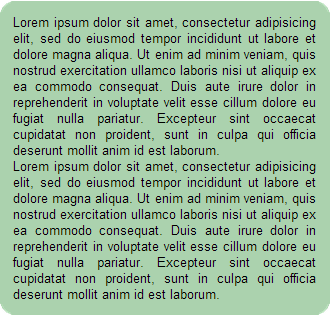 Lorem ipsum dolor sit amet, consectetur adipisicing
elit, sed do eiusmod tempor incididunt ut labore et
dolore magna aliqua. Ut enim ad minim veniam, quis
nostrud exercitation ullamco laboris nisi ut aliquip ex
ea commodo consequat. Duis aute irure dolor in
reprehenderit in voluptate velit esse cillum dolore eu
fugiat nulla pariatur. Excepteur sint occaecat
cupidatat non proident, sunt in culpa qui officia
deserunt mollit anim id est laborum.
Lorem ipsum dolor sit amet, consectetur adipisicing
elit, sed do eiusmod tempor incididunt ut labore et
dolore magna aliqua. Ut enim ad minim veniam, quis
nostrud exercitation ullamco laboris nisi ut aliquip ex
ea commodo consequat. Duis aute irure dolor in
reprehenderit in voluptate velit esse cillum dolore eu
fugiat nulla pariatur. Excepteur sint occaecat
cupidatat non proident, sunt in culpa qui officia
deserunt mollit anim id est laborum.